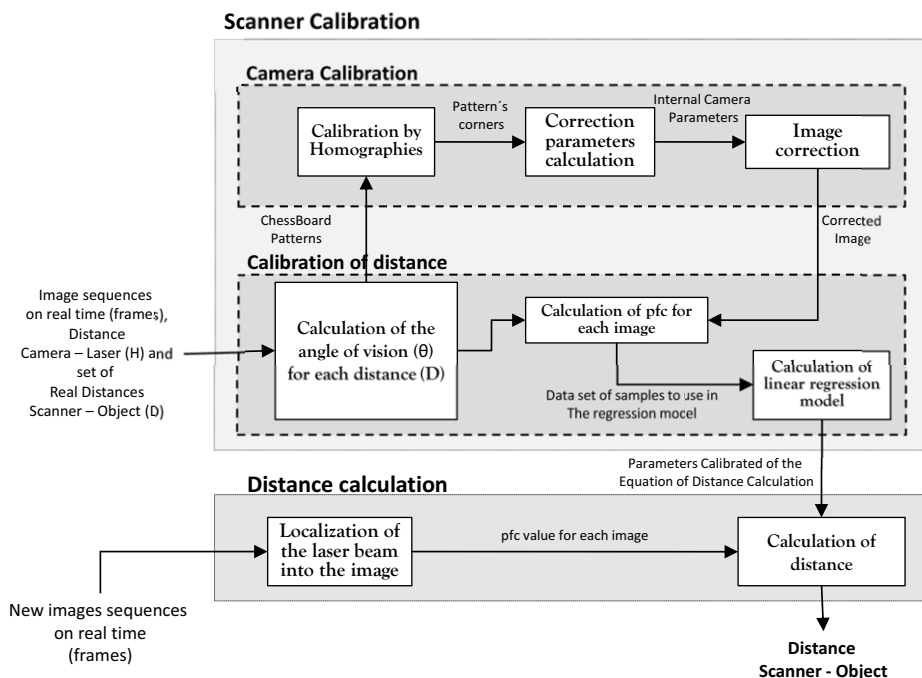 Scanner Calibration
Camera Calibration
Calibration by
Homographies
Pattern´s
corners
Correction
parameters
calculation
Internal Camera
Parameters
Image
correction
ChessBoard
Patterns
Corrected
Image
Calibration of distance
Image sequences
on real time (frames),
Distance
Camera – Laser (H) and
set of
Real Distances
Scanner – Object (D)
Calculation of the
angle of vision (θ)
for each distance (D)
Calculation of pfc for
each image
Data set of samples to use in
The regression mocel
Calculation of
linear regression
model
Parameters Calibrated of the
Equation of Distance Calculation
Distance calculation
Localization of
the laser beam
into the image
pfc value for each image
Calculation of
distance
New images sequences
on real time
(frames)
Distance
Scanner - Object